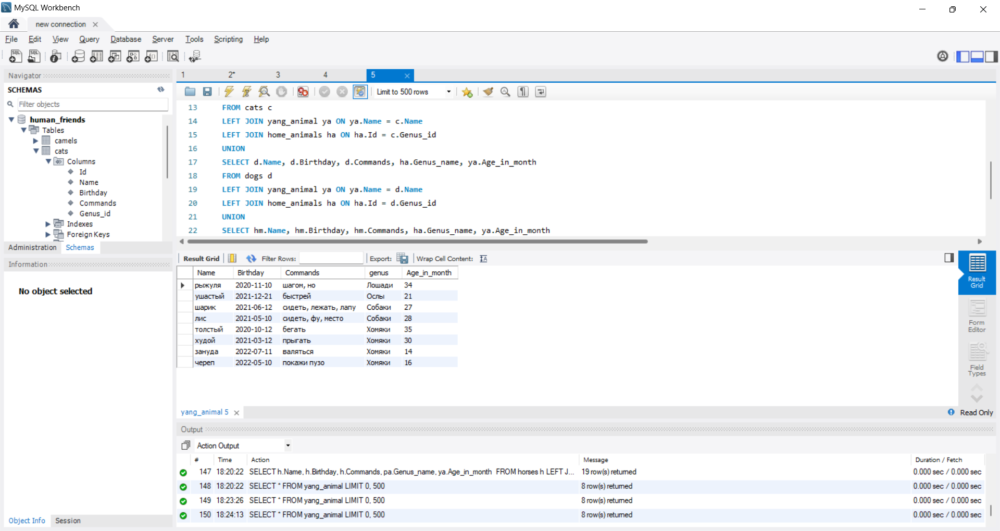 MySQL Workbench
new connection
File Edit View Query Database Server Tools Scripting Help
Navigator
SCHEMAS
Filter objects
human_friends
Tables
camels
cats
Columns
Id
Name
Birthday
Commands
Genus_id
Indexes
Foreign Keys
Administration Schemas
Information
No object selected
Object Info Session
1 2* 3 4 5
Limit to 500 rows
13 FROM cats c
14 LEFT JOIN yang_animal ya ON ya.Name = c.Name
15 LEFT JOIN home_animals ha ON ha.Id = c.Genus_id
16 UNION
17 SELECT d.Name, d.Birthday, d.Commands, ha.Genus_name, ya.Age_in_month
18 FROM dogs d
19 LEFT JOIN yang_animal ya ON ya.Name = d.Name
20 LEFT JOIN home_animals ha ON ha.Id = d.Genus_id
21 UNION
22 SELECT hm.Name, hm.Birthday, hm.Commands, ha.Genus_name, ya.Age_in_month
Result Grid Filter Rows: Export: Wrap Cell Content:
Name Birthday Commands genus Age_in_month
рыжуля 2020-11-10 шагом, но Лошади 34
ушастый 2021-12-21 быстрей Ослы 21
шарик 2021-06-12 сидеть, лежать, лапу Собаки 27
лис 2021-05-10 сидеть, фу, место Собаки 28
толстый 2020-10-12 бегать Хомяки 35
худой 2021-03-12 прыгать Хомяки 30
зануда 2022-07-11 валяться Хомяки 14
череп 2022-05-10 покажи пузо Хомяки 16
Result
Grid
Form
Editor
Field
Types
yang_animal 5
Read Only
Output
Action Output
# Time Action Message Duration / Fetch
147 18:20:22 SELECT h.Name, h.Birthday, h.Commands, pa.Genus_name, ya.Age_in_month FROM horses h LEFT J... 19 row(s) returned 0.000 sec / 0.000 sec
148 18:20:22 SELECT * FROM yang_animal LIMIT 0, 500 8 row(s) returned 0.000 sec / 0.000 sec
149 18:23:26 SELECT * FROM yang_animal LIMIT 0, 500 8 row(s) returned 0.000 sec / 0.000 sec
150 18:24:13 SELECT * FROM yang_animal LIMIT 0, 500 8 row(s) returned 0.000 sec / 0.000 sec